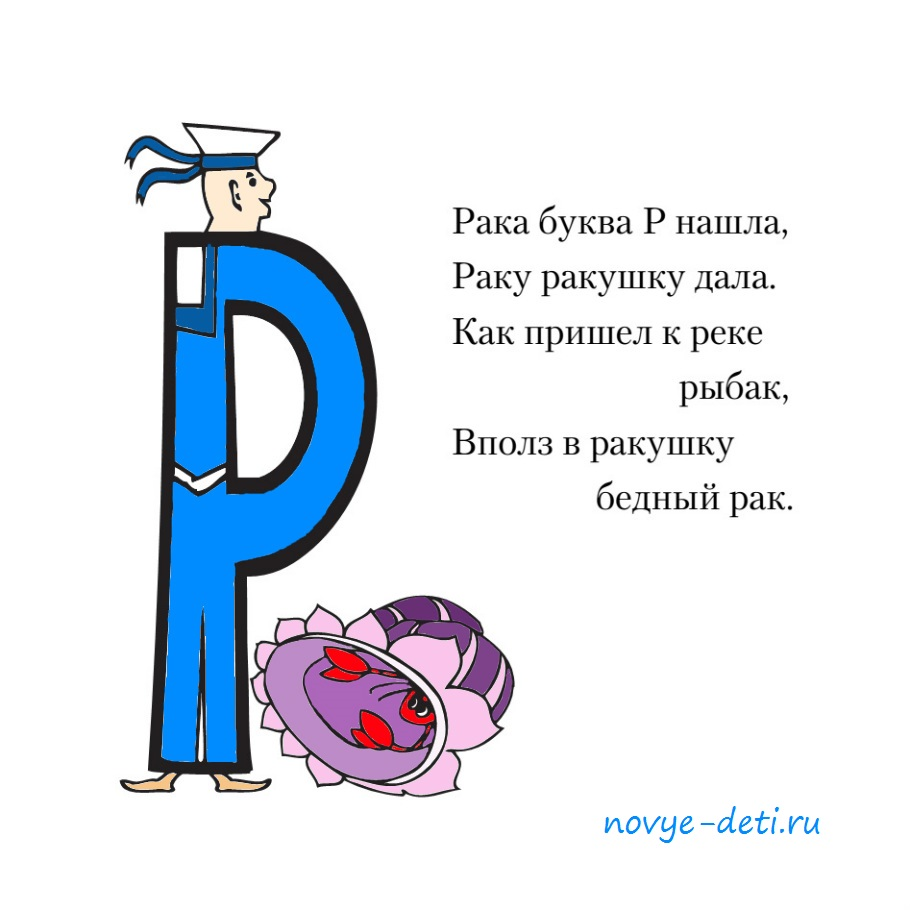 Р
Рака буква Р нашла,
Раку ракушку дала.
Как пришел к реке
рыбак,
Вполз в ракушку
бедный рак.
novye-deti.ru